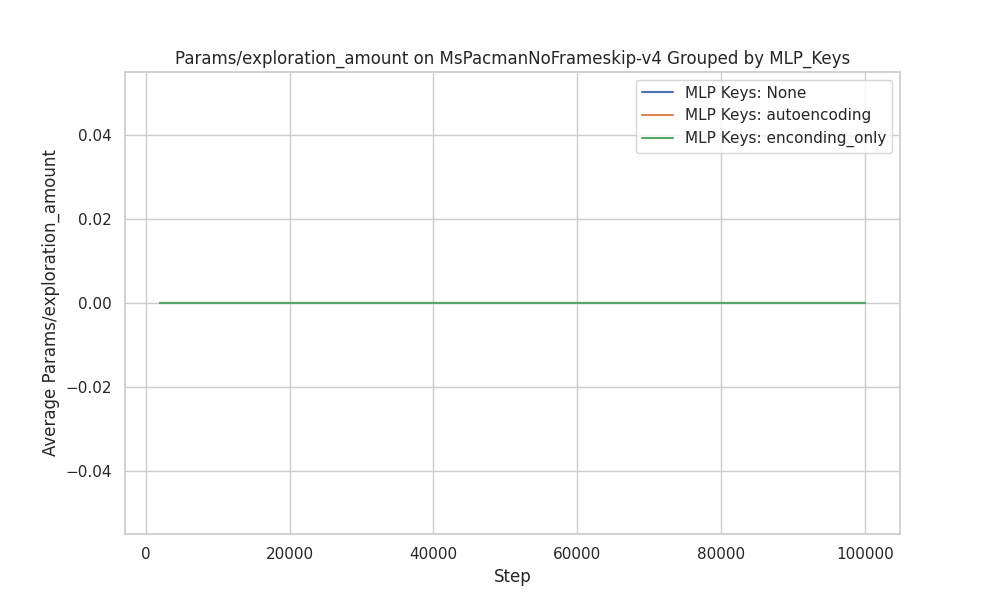 Params/exploration_amount on MsPacmanNoFrameskip-v4 Grouped by MLP_Keys
MLP Keys: None
MLP Keys: autoencoding
MLP Keys: enconding_only
Average Params/exploration_amount
0.04
0.02
0.00
−0.02
−0.04
0
20000
40000
60000
80000
100000
Step